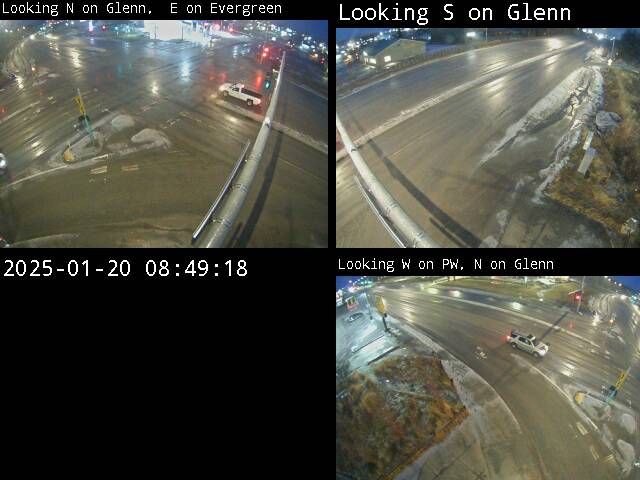 Looking N on Glenn,  E on Evergreen
Looking S on Glenn
2025-01-20 08:49:18
Looking W on PW, N on Glenn